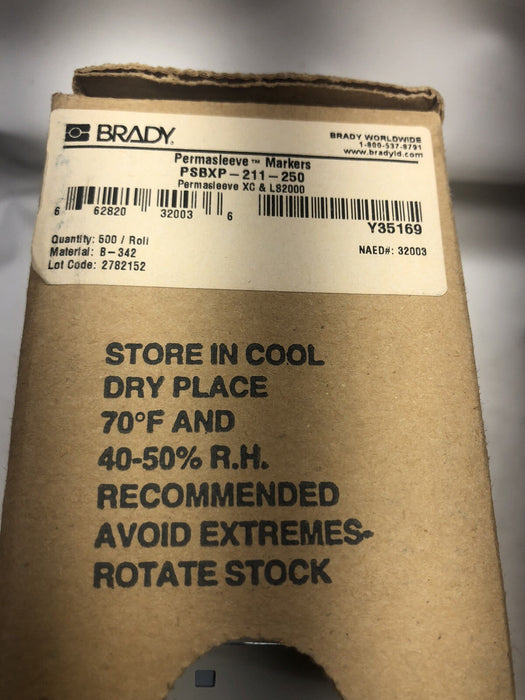 BRADY.
BRADY WORLDWIDE
1-800-537-8791
www.bradyid.com
Permasleeve™ Markers
PSBXP-211-250
Permasleeve XC & LS2000
6 62820 32003 6
Y35169
Quantity: 500 / Roll
NAED#: 32003
Material: B-342
Lot Code: 2782152
STORE IN COOL
DRY PLACE
70°F AND
40-50% R.H.
RECOMMENDED
AVOID EXTREMES-
ROTATE STOCK